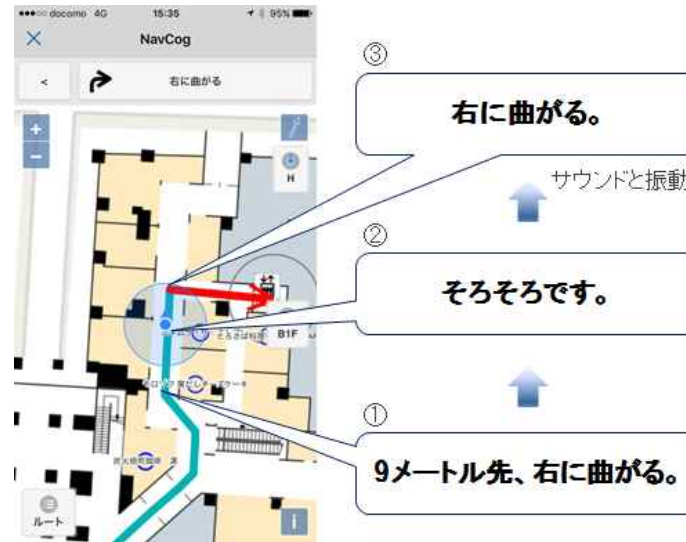 docomo 4G 15:35 95%
NavCog
< 右に曲がる
+
−
H
B1F
ルート
i
③
右に曲がる。
サウンドと振動
②
そろそろです。
①
9メートル先、右に曲がる。